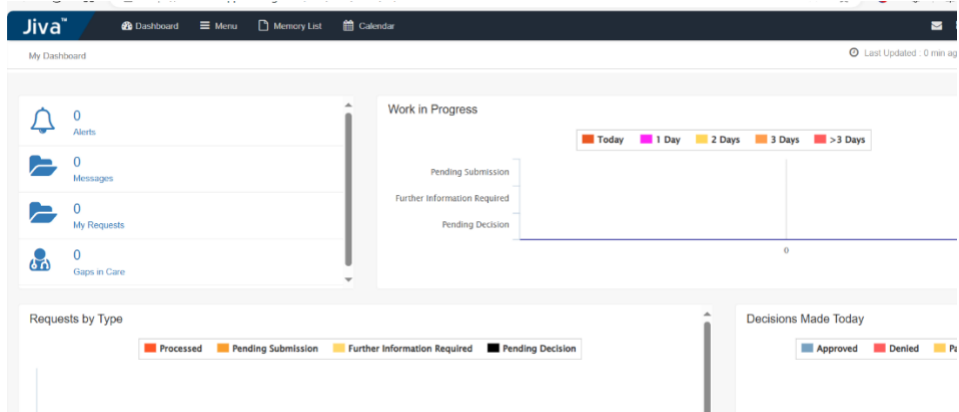 Jiva™ Dashboard Menu Memory List Calendar
My Dashboard Last Updated : 0 min ag
0
Alerts
0
Messages
0
My Requests
0
Gaps in Care
Work in Progress
Today 1 Day 2 Days 3 Days >3 Days
Pending Submission
Further Information Required
Pending Decision
0
Requests by Type
Processed Pending Submission Further Information Required Pending Decision
Decisions Made Today
Approved Denied Pa